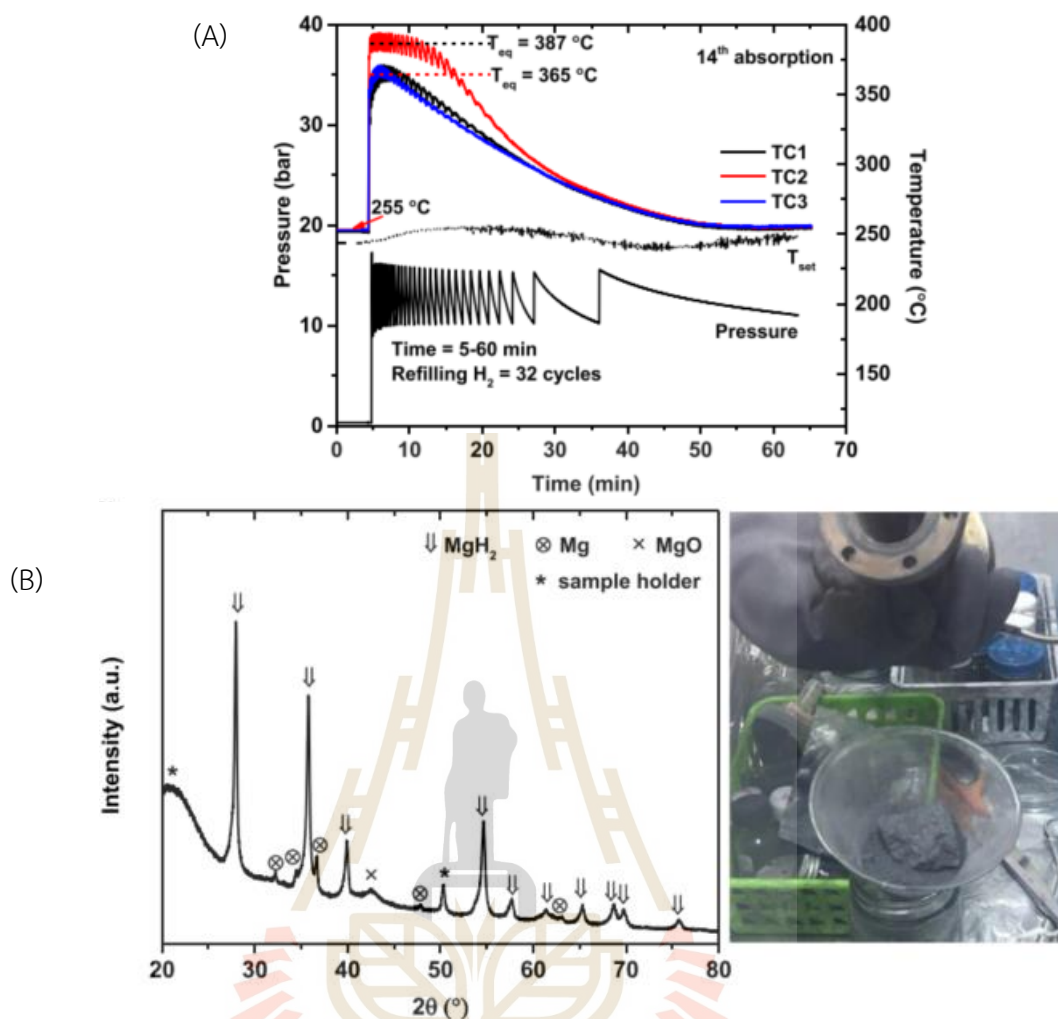 (A)
T_eq = 387 °C
T_eq = 365 °C
14th absorption
TC1
TC2
TC3
255 °C
T_set
Pressure
Time = 5-60 min
Refilling H₂ = 32 cycles
Pressure (bar)
40
30
20
10
0
Temperature (°C)
400
350
300
250
200
150
0 10 20 30 40 50 60 70
Time (min)
(B)
⇓ MgH₂ ⊗ Mg × MgO
* sample holder
Intensity (a.u.)
20 30 40 50 60 70 80
2θ (°)